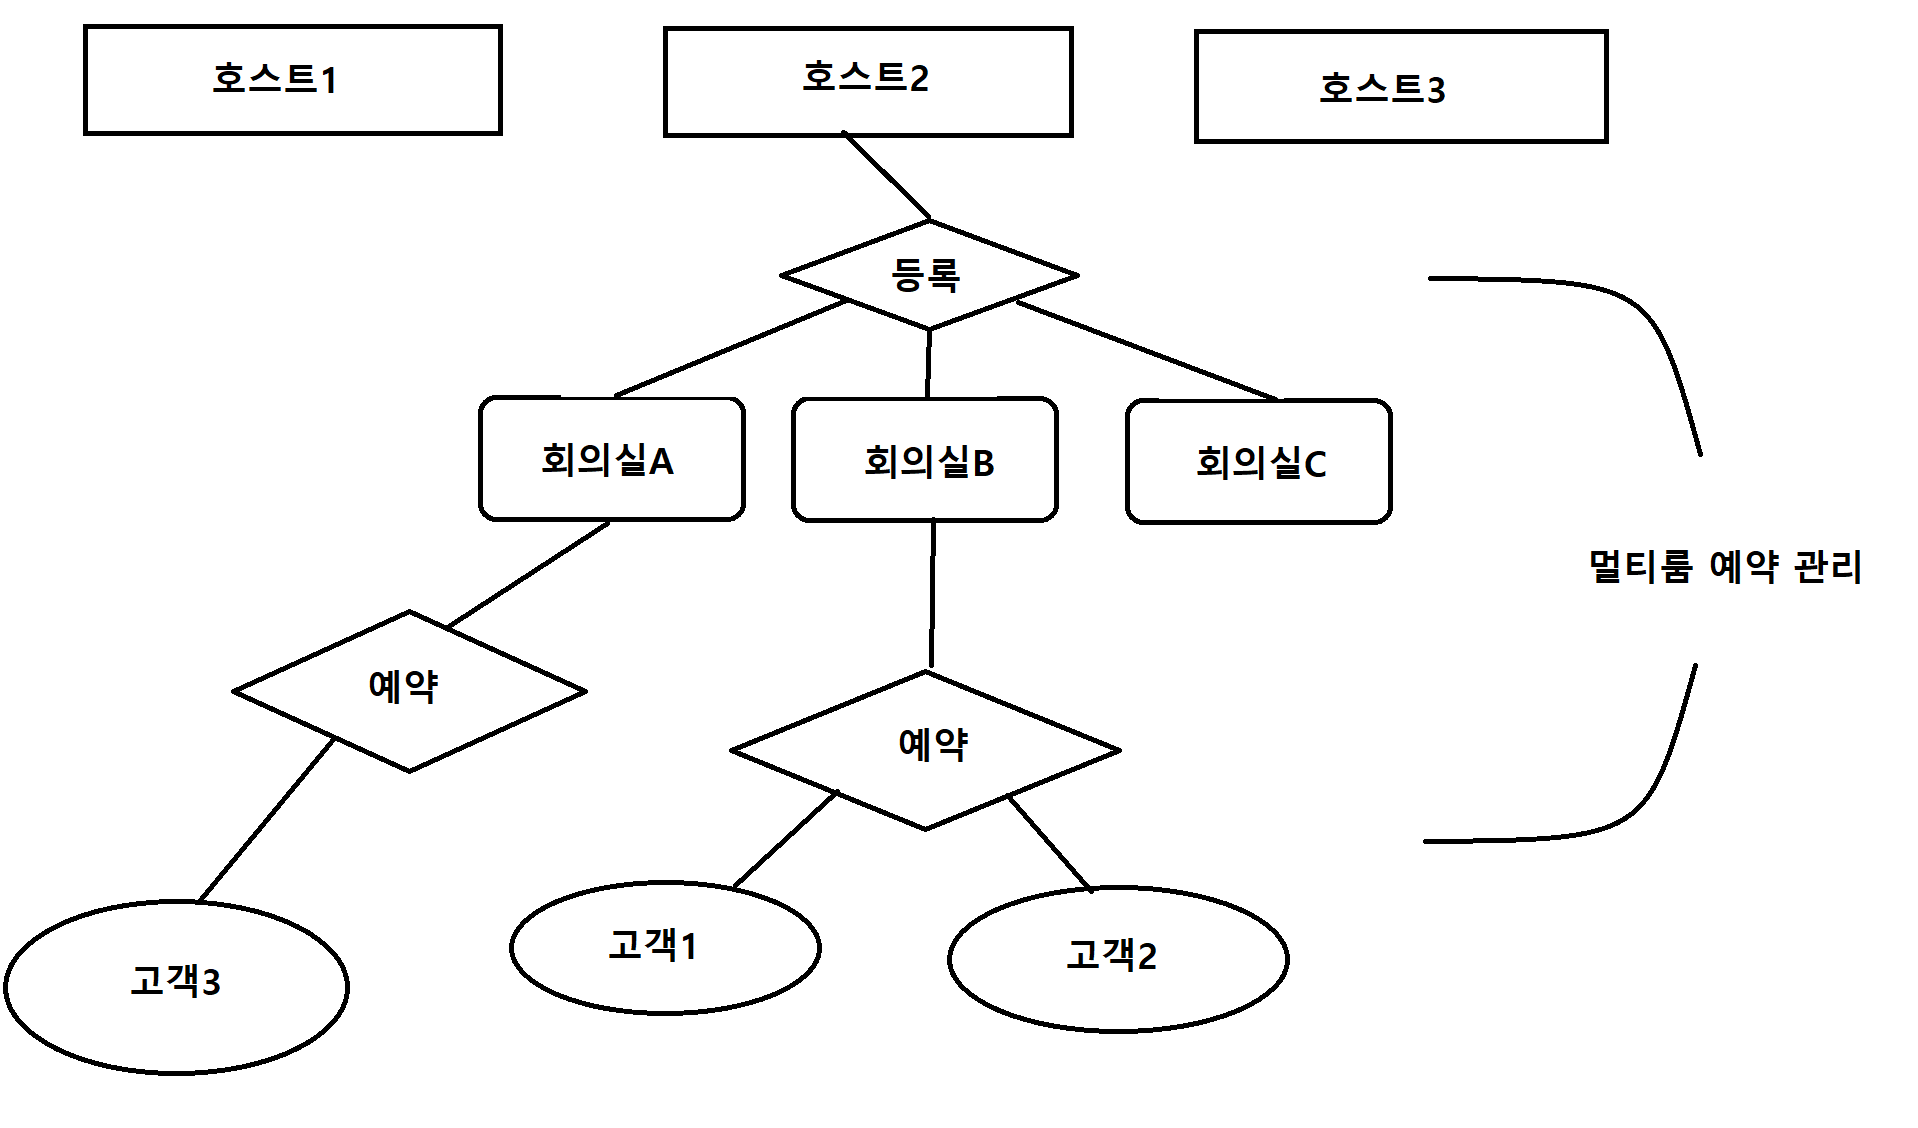 호스트1
호스트2
호스트3
등록
회의실A
회의실B
회의실C
멀티룸 예약 관리
예약
예약
고객3
고객1
고객2